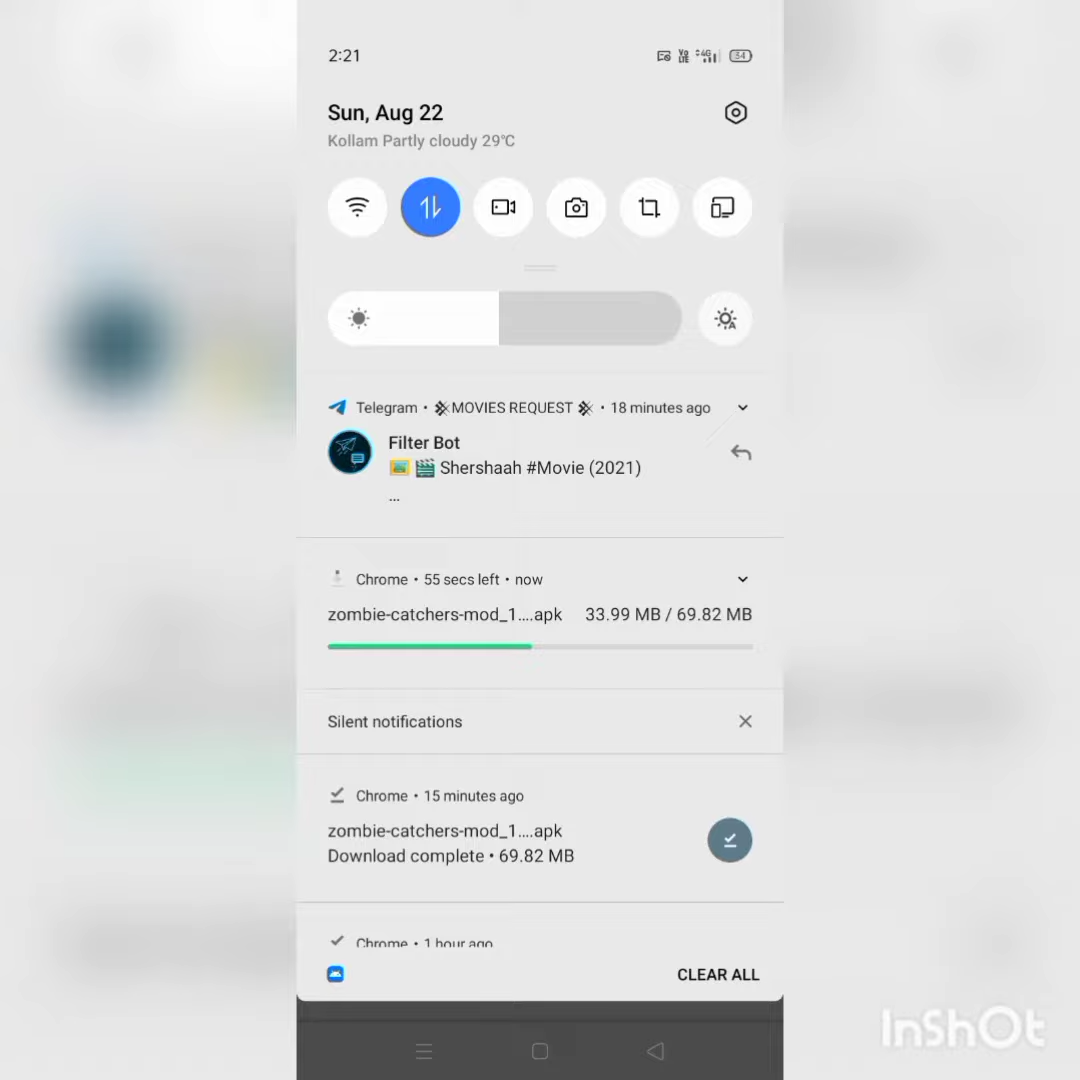 2:21
VoLTE 4G 34
Sun, Aug 22
Kollam Partly cloudy 29°C
A
Telegram • MOVIES REQUEST • 18 minutes ago
Filter Bot
Shershaah #Movie (2021)
...
Chrome • 55 secs left • now
zombie-catchers-mod_1....apk 33.99 MB / 69.82 MB
Silent notifications
Chrome • 15 minutes ago
zombie-catchers-mod_1....apk
Download complete • 69.82 MB
Chrome • 1 hour ago
CLEAR ALL
InShOt